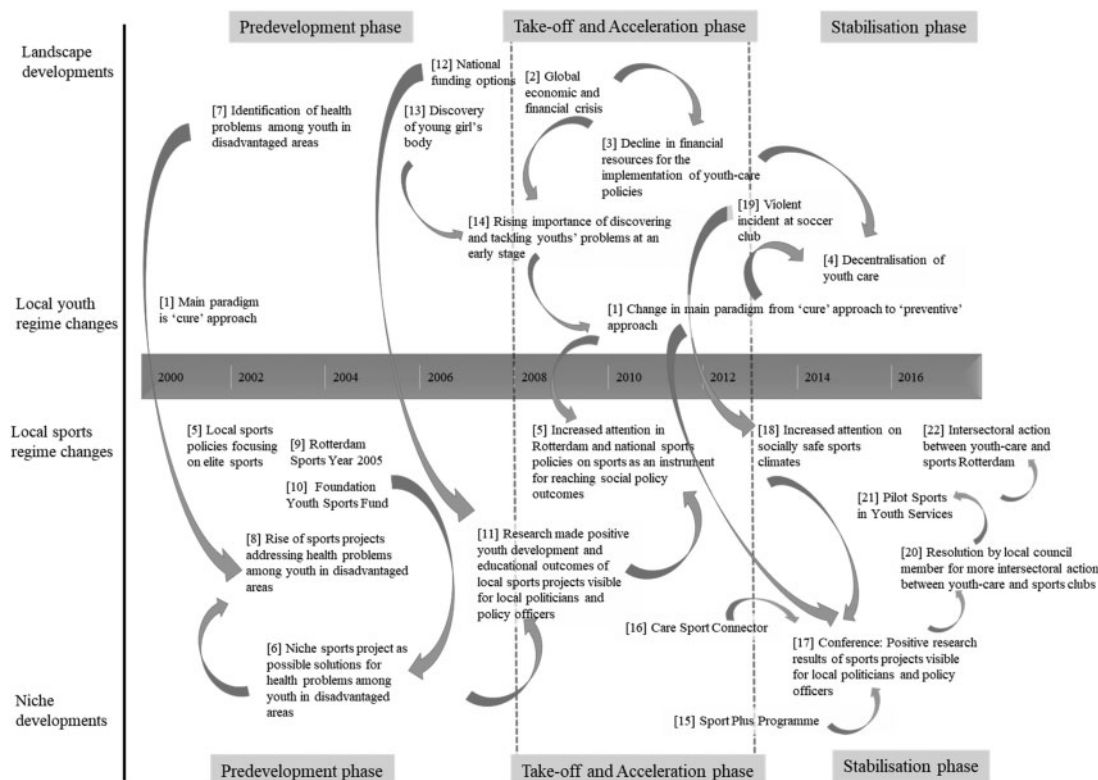 Predevelopment phase
Take-off and Acceleration phase
Stabilisation phase
Landscape
developments
[12] National
funding options
[2] Global
economic and
financial crisis
[7] Identification of health
problems among youth in
disadvantaged areas
[13] Discovery
of young girl's
body
[3] Decline in financial
resources for the
implementation of youth-care
policies
[19] Violent
incident at soccer
club
[14] Rising importance of discovering
and tackling youths' problems at an
early stage
[4] Decentralisation of
youth care
Local youth
regime changes
[1] Main paradigm
is 'cure' approach
[1] Change in main paradigm from 'cure' approach to 'preventive'
approach
2000
2002
2004
2006
2008
2010
2012
2014
2016
Local sports
regime changes
[5] Local sports
policies focusing
on elite sports
[9] Rotterdam
Sports Year 2005
[10] Foundation
Youth Sports Fund
[5] Increased attention in
Rotterdam and national sports
policies on sports as an instrument
for reaching social policy
outcomes
[18] Increased attention on
socially safe sports
climates
[22] Intersectoral action
between youth-care and
sports Rotterdam
[21] Pilot Sports
in Youth Services
[8] Rise of sports projects
addressing health problems
among youth in disadvantaged
areas
[11] Research made positive
youth development and
educational outcomes of
local sports projects visible
for local politicians and
policy officers
[20] Resolution by local council
member for more intersectoral action
between youth-care and sports clubs
[16] Care Sport Connector
[6] Niche sports project as
possible solutions for
health problems among
youth in disadvantaged
areas
[17] Conference: Positive research
results of sports projects visible
for local politicians and policy
officers
Niche
developments
[15] Sport Plus Programme
Predevelopment phase
Take-off and Acceleration phase
Stabilisation phase